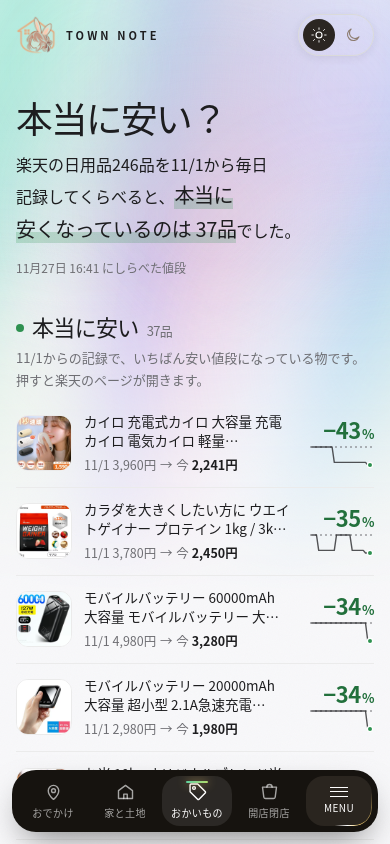 TOWN NOTE
本当に安い？
楽天の日用品246品を11/1から毎日
記録してくらべると、本当に
安くなっているのは 37品でした。
11月27日 16:41 にしらべた値段
本当に安い 37品
11/1からの記録で、いちばん安い値段になっている物です。
押すと楽天のページが開きます。
カイロ 充電式カイロ 大容量 充電
カイロ 電気カイロ 軽量…
11/1 3,960円 → 今 2,241円
−43%
カラダを大きくしたい方に ウエイ
トゲイナー プロテイン 1kg / 3k…
11/1 3,780円 → 今 2,450円
−35%
WEIGHT
モバイルバッテリー 60000mAh
大容量 モバイルバッテリー 大…
11/1 4,980円 → 今 3,280円
−34%
60000
モバイルバッテリー 20000mAh
大容量 超小型 2.1A急速充電…
11/1 2,980円 → 今 1,980円
−34%
おでかけ
家と土地
おかいもの
開店閉店
MENU